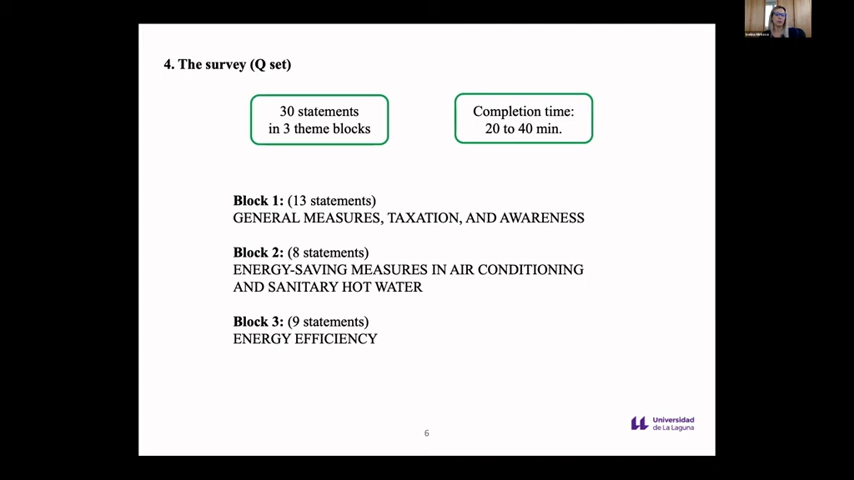 4. The survey (Q set)
30 statements
in 3 theme blocks
Completion time:
20 to 40 min.
Block 1: (13 statements)
GENERAL MEASURES, TAXATION, AND AWARENESS
Block 2: (8 statements)
ENERGY-SAVING MEASURES IN AIR CONDITIONING
AND SANITARY HOT WATER
Block 3: (9 statements)
ENERGY EFFICIENCY
6
Universidad
de La Laguna